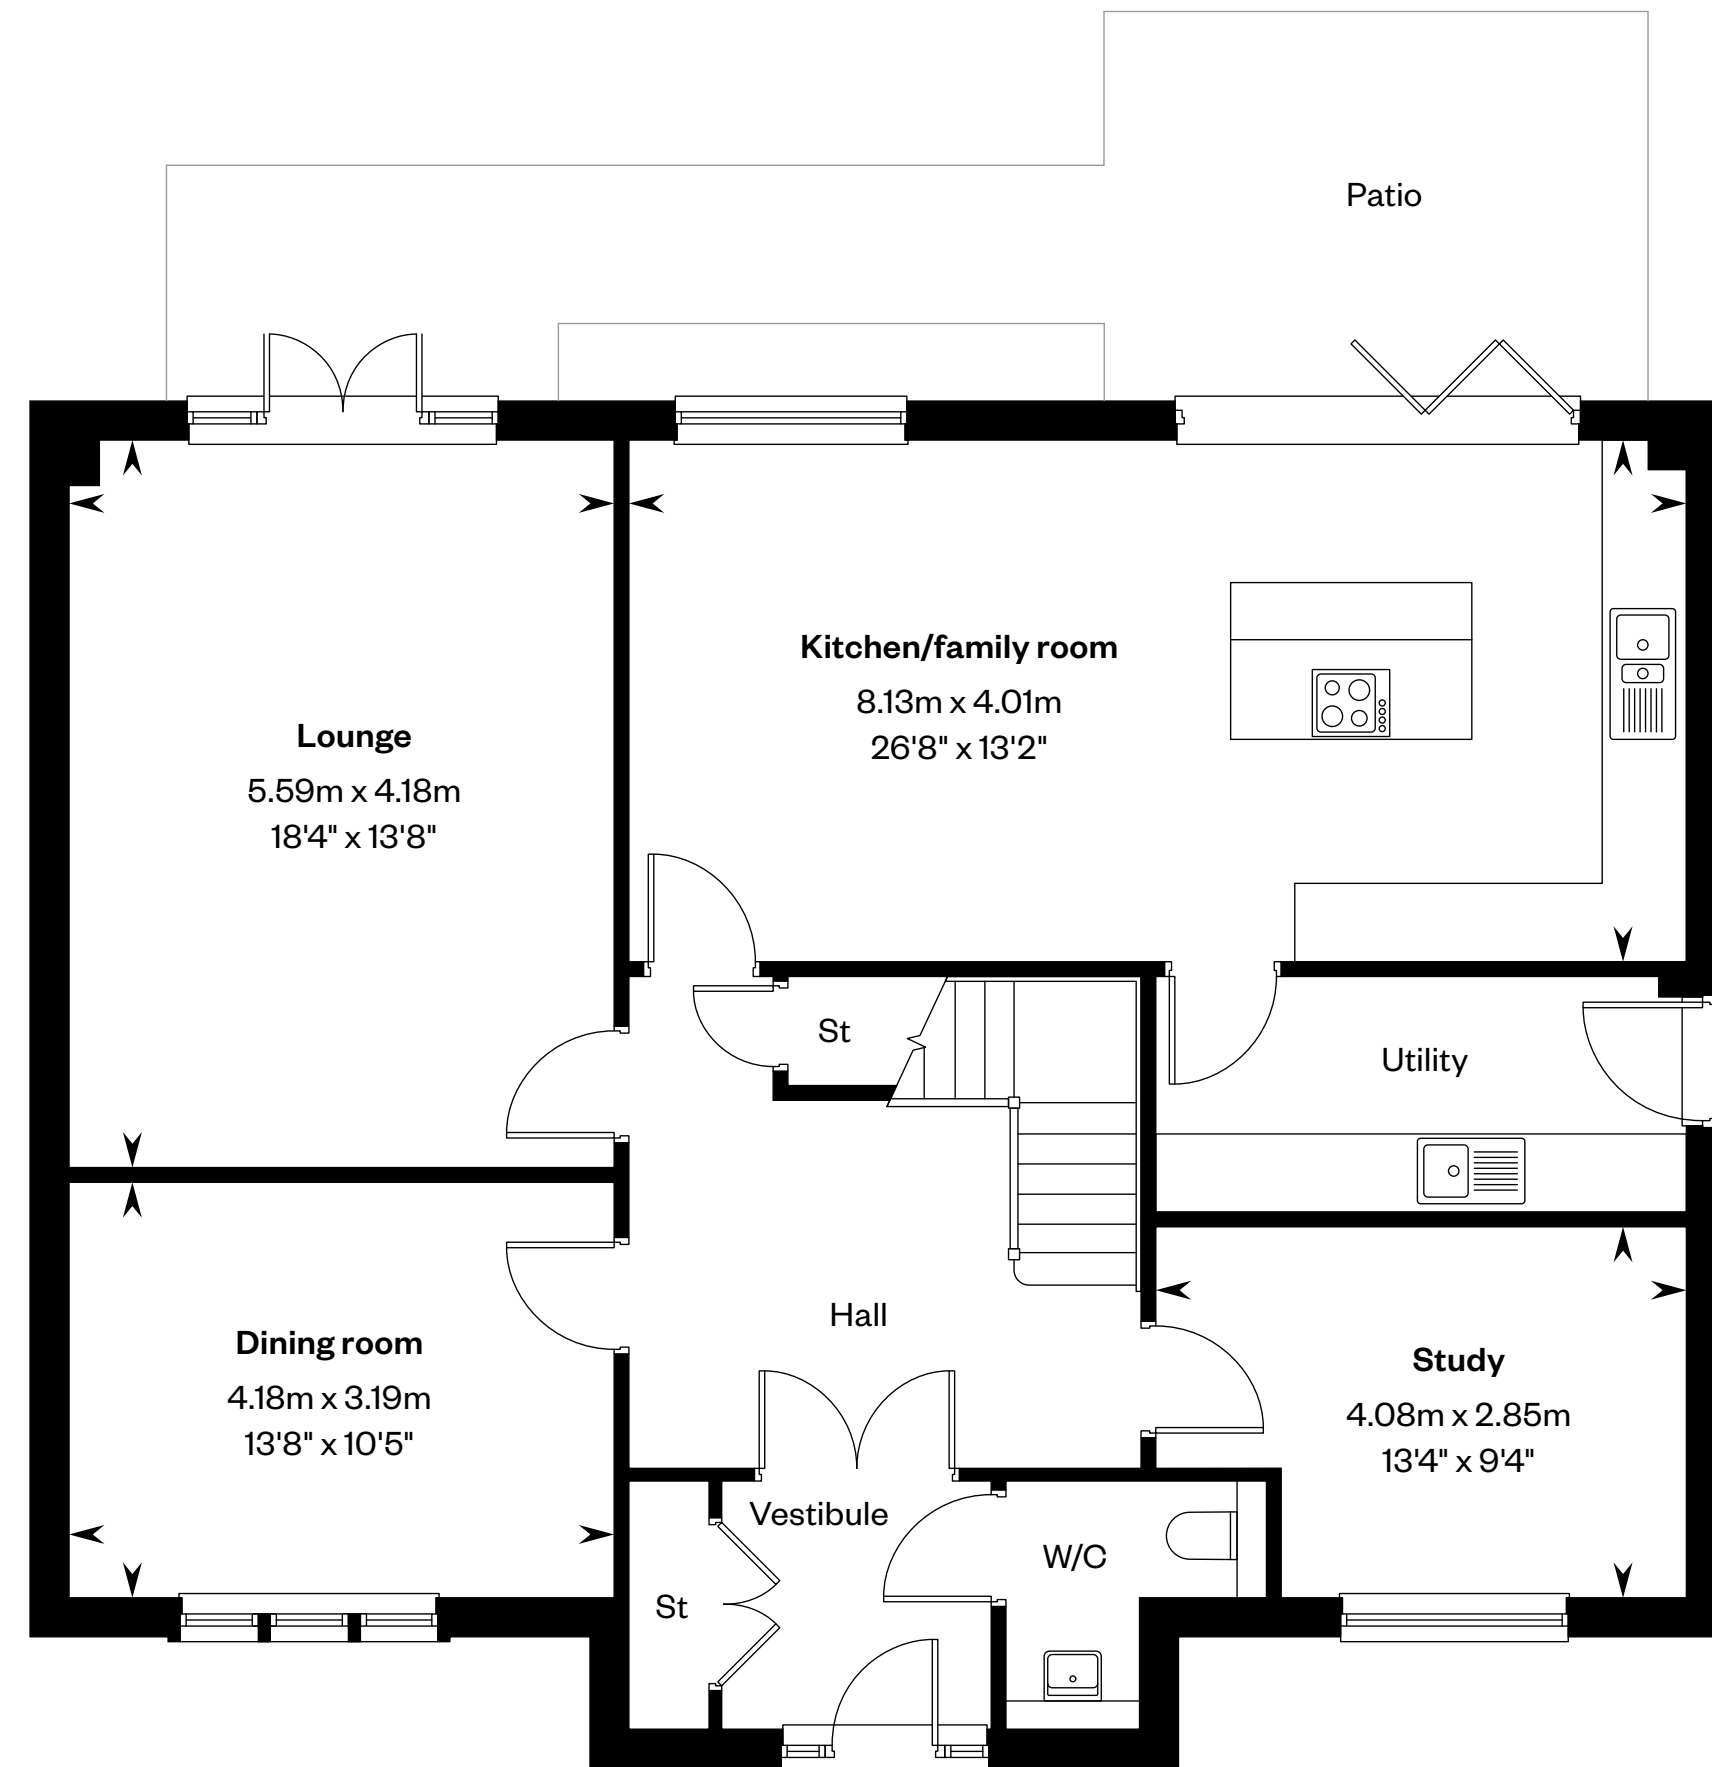 Patio
Kitchen/family room
8.13m x 4.01m
26'8" x 13'2"
Lounge
5.59m x 4.18m
18'4" x 13'8"
St
Utility
Hall
Dining room
4.18m x 3.19m
13'8" x 10'5"
Study
4.08m x 2.85m
13'4" x 9'4"
Vestibule
W/C
St